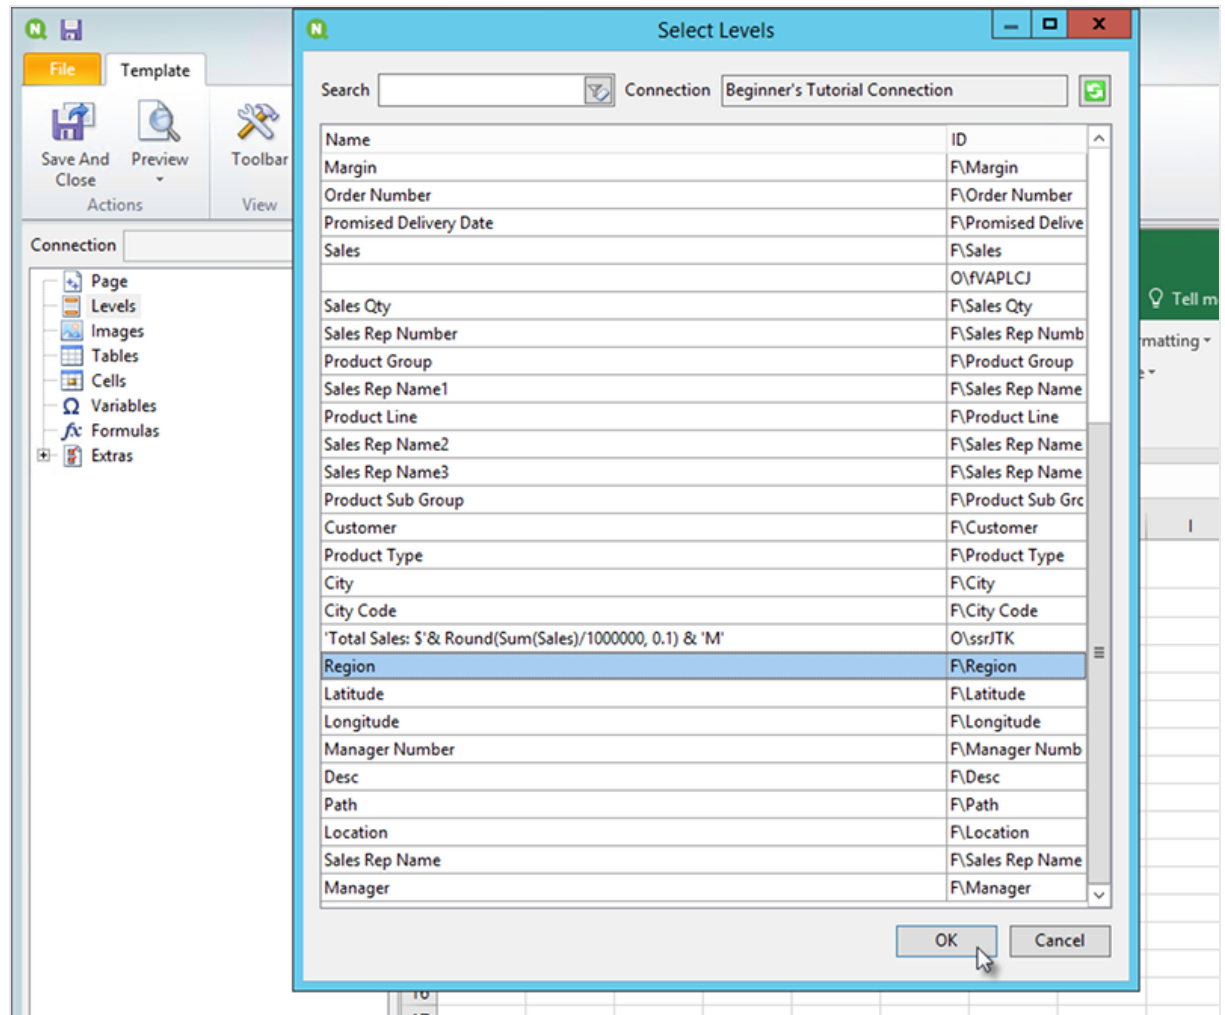 Select Levels
File
Template
Search
Connection
Beginner's Tutorial Connection
Save And Close
Preview
Toolbar
Actions
View
Connection
Page
Levels
Images
Tables
Cells
Variables
Formulas
Extras
Name ID
Margin F\Margin
Order Number F\Order Number
Promised Delivery Date F\Promised Delive
Sales F\Sales
O\fVAPLCJ
Sales Qty F\Sales Qty
Sales Rep Number F\Sales Rep Numb
Product Group F\Product Group
Sales Rep Name1 F\Sales Rep Name
Product Line F\Product Line
Sales Rep Name2 F\Sales Rep Name
Sales Rep Name3 F\Sales Rep Name
Product Sub Group F\Product Sub Grc
Customer F\Customer
Product Type F\Product Type
City F\City
City Code F\City Code
'Total Sales: $'& Round(Sum(Sales)/1000000, 0.1) & 'M' O\ssrJTK
Region F\Region
Latitude F\Latitude
Longitude F\Longitude
Manager Number F\Manager Numb
Desc F\Desc
Path F\Path
Location F\Location
Sales Rep Name F\Sales Rep Name
Manager F\Manager
OK
Cancel
Tell m
matting
I
16